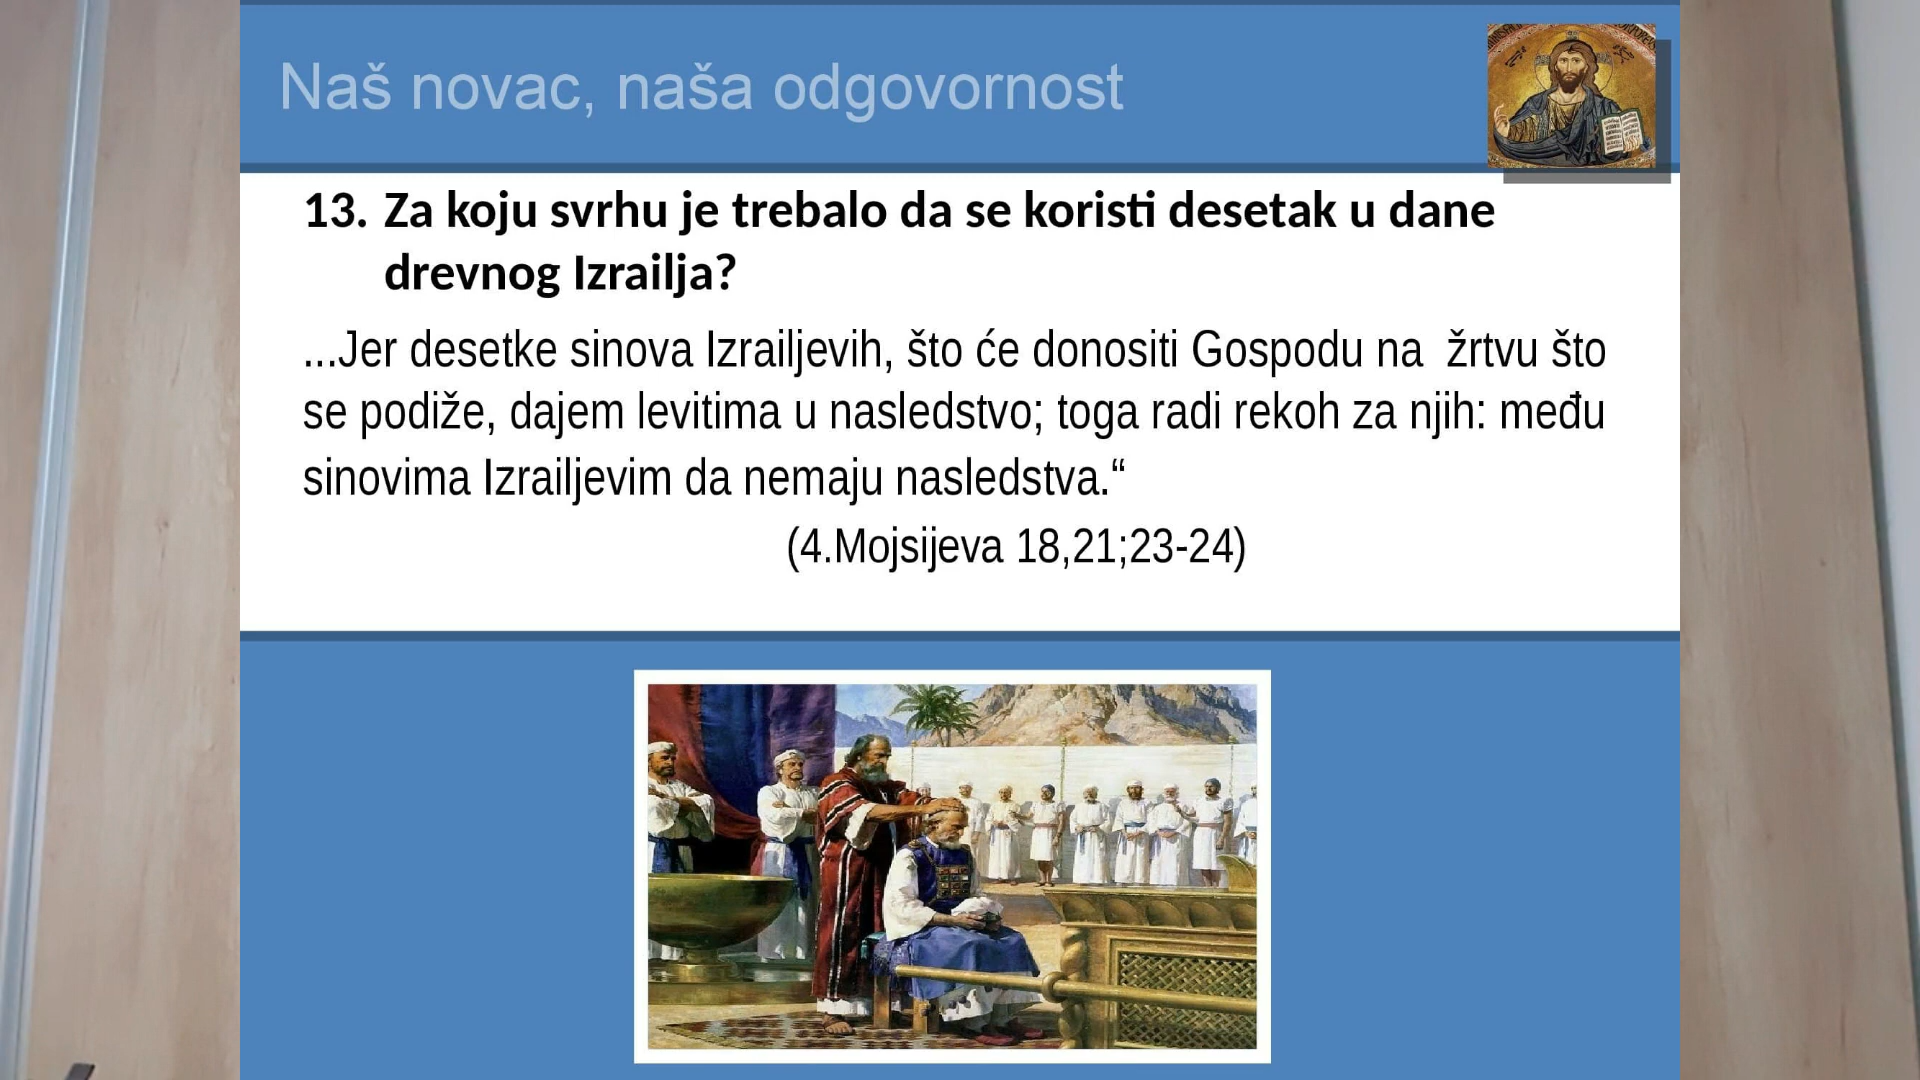 Naš novac, naša odgovornost
13. Za koju svrhu je trebalo da se koristi desetak u dane
drevnog Izrailja?
...Jer desetke sinova Izrailjevih, što će donositi Gospodu na  žrtvu što
se podiže, dajem levitima u nasledstvo; toga radi rekoh za njih: među
sinovima Izrailjevim da nemaju nasledstva.“
(4.Mojsijeva 18,21;23-24)